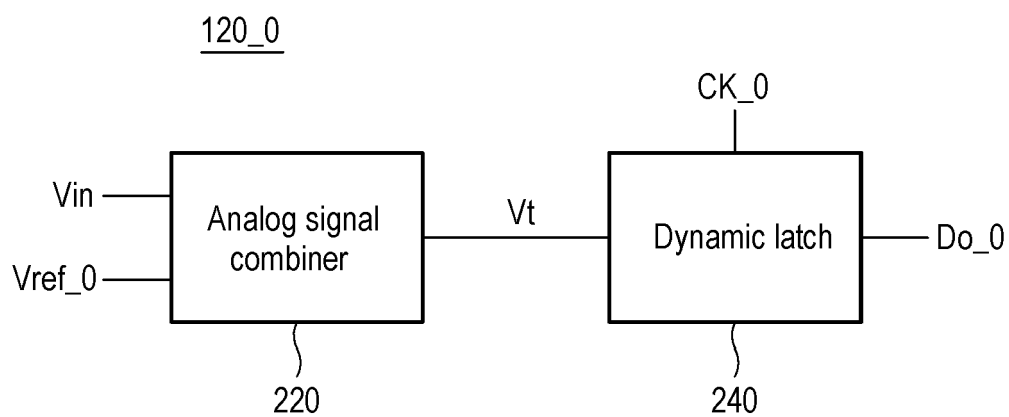 120_0
CK_0
Vin
Vref_0
Analog signal
combiner
Vt
Dynamic latch
Do_0
220
240